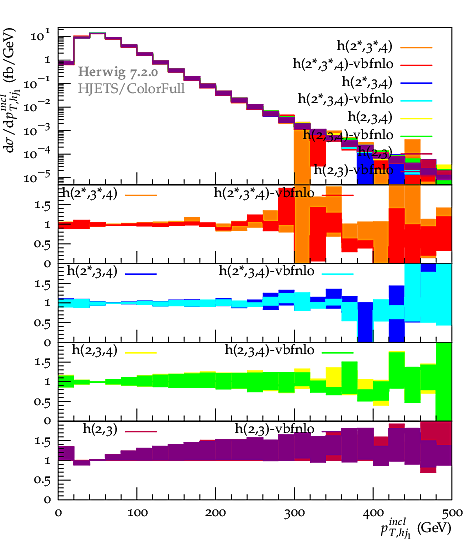 dσ/dp^{incl}_{T,hj_1} (fb/GeV)
10^1
1
10^{-1}
10^{-2}
10^{-3}
10^{-4}
10^{-5}
Herwig 7.2.0
HJETS/ColorFull
h(2*,3*,4)
h(2*,3*,4)-vbfnlo
h(2*,3,4)
h(2*,3,4)-vbfnlo
h(2,3,4)
h(2,3,4)-vbfnlo
h(2,3)
h(2,3)-vbfnlo
h(2*,3*,4) h(2*,3*,4)-vbfnlo
1.5
1
0.5
0
h(2*,3,4) h(2*,3,4)-vbfnlo
1.5
1
0.5
0
h(2,3,4) h(2,3,4)-vbfnlo
1.5
1
0.5
0
h(2,3) h(2,3)-vbfnlo
1.5
1
0.5
0
0 100 200 300 400 500
p^{incl}_{T,hj_1} (GeV)